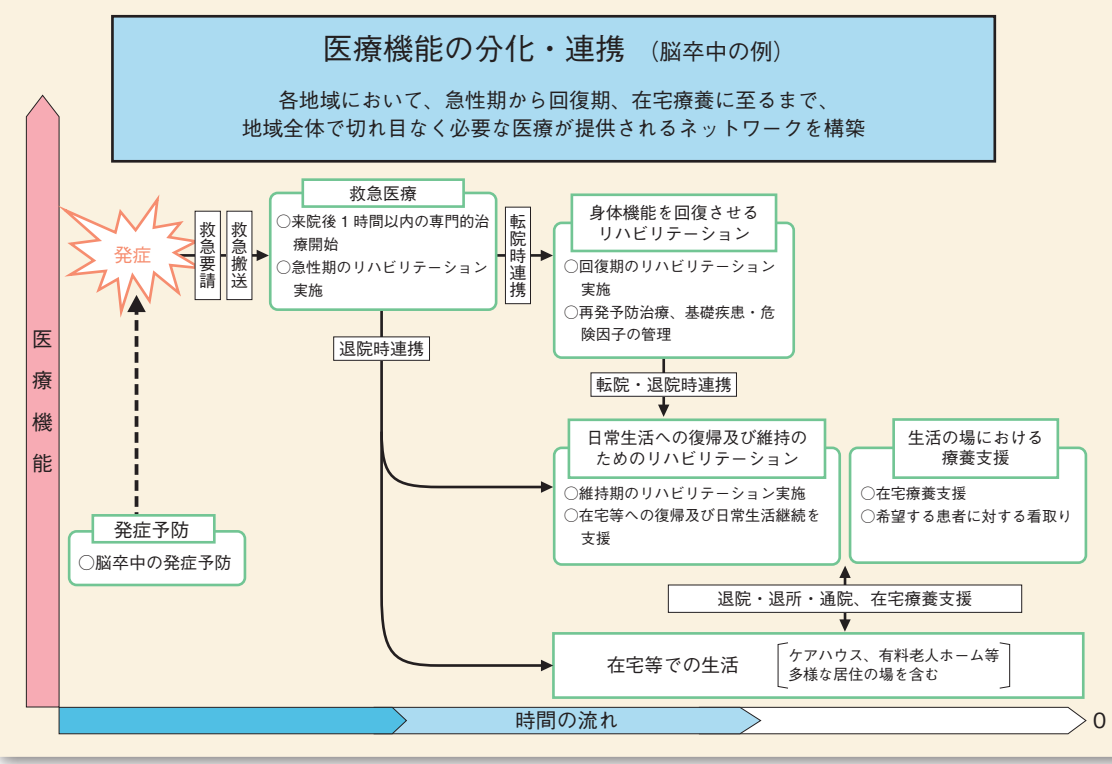 医療機能の分化・連携 （脳卒中の例）
各地域において、急性期から回復期、在宅療養に至るまで、
地域全体で切れ目なく必要な医療が提供されるネットワークを構築
医療機能
発症
救急要請
救急搬送
救急医療
○来院後１時間以内の専門的治
療開始
○急性期のリハビリテーション
実施
転院時連携
身体機能を回復させる
リハビリテーション
○回復期のリハビリテーション
実施
○再発予防治療、基礎疾患・危
険因子の管理
退院時連携
転院・退院時連携
日常生活への復帰及び維持の
ためのリハビリテーション
○維持期のリハビリテーション実施
○在宅等への復帰及び日常生活継続を
支援
生活の場における
療養支援
○在宅療養支援
○希望する患者に対する看取り
発症予防
○脳卒中の発症予防
退院・退所・通院、在宅療養支援
在宅等での生活
ケアハウス、有料老人ホーム等
多様な居住の場を含む
時間の流れ
0